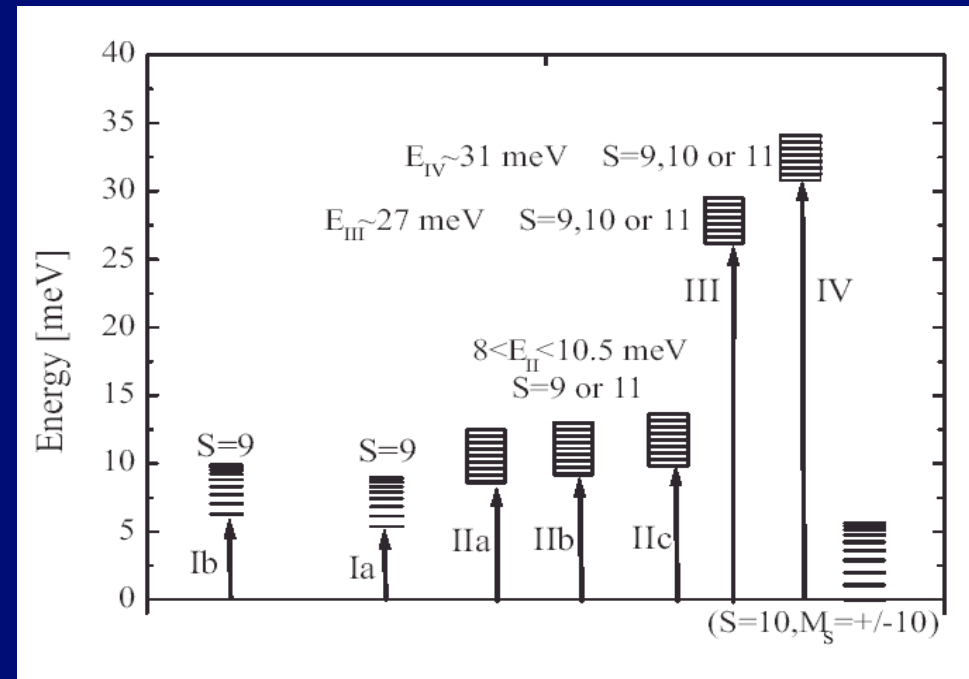 40
35
E_IV~31 meV S=9,10 or 11
30
E_III~27 meV S=9,10 or 11
25
III IV
20
8<E_II<10.5 meV
15
S=9 or 11
S=9 S=9
10
5
Ib Ia IIa IIb IIc
0
(S=10,M_s=+/-10)
Energy [meV]